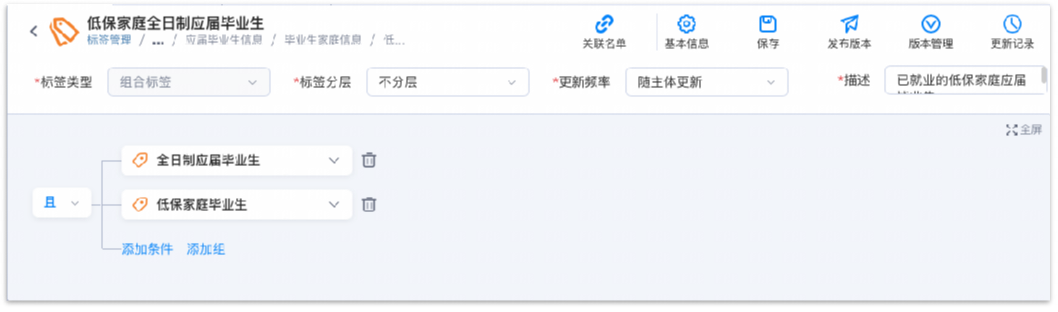 低保家庭全日制应届毕业生
标签管理 / ... / 应届毕业生信息 / 毕业生家庭信息 / 低...
关联名单 基本信息 保存 发布版本 版本管理 更新记录
*标签类型 组合标签 *标签分层 不分层 *更新频率 随主体更新 *描述 已就业的低保家庭应届
全屏
全日制应届毕业生
且
低保家庭毕业生
添加条件 添加组